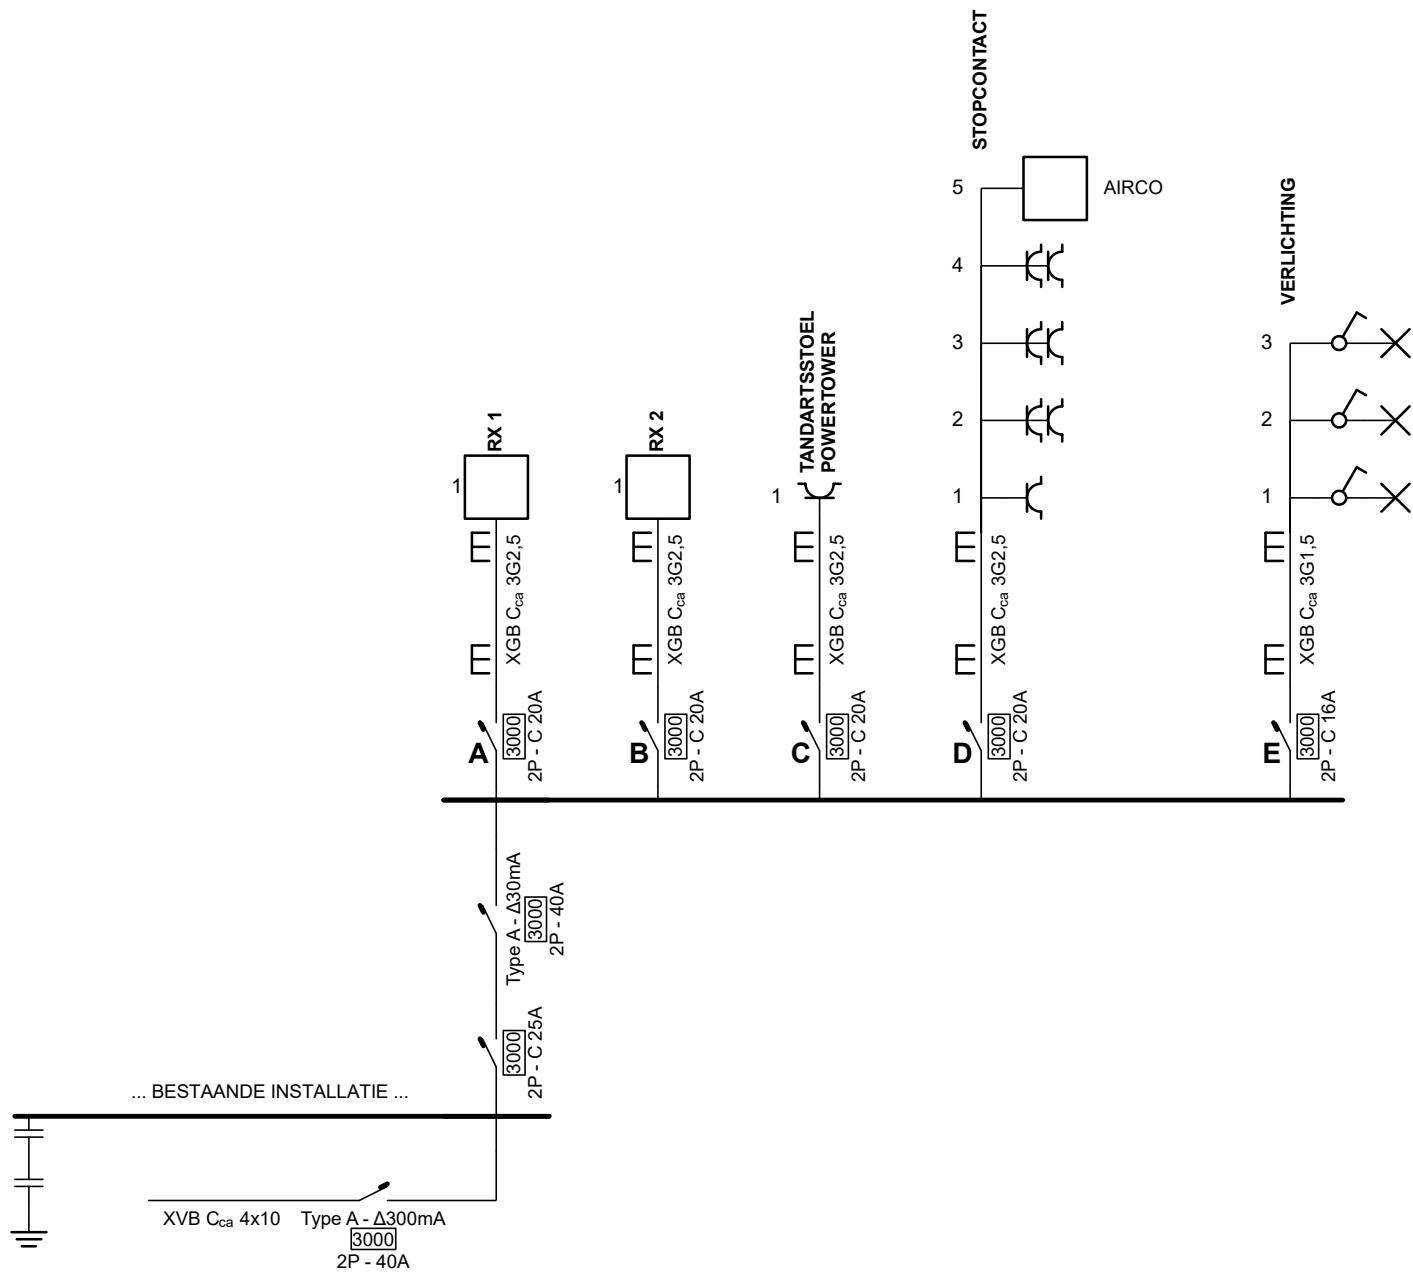 STOPCONTACT
5
AIRCO
4
3
2
1
VERLICHTING
3
2
1
TANDARTSSTOEL
POWERTOWER
1
RX 1
1
RX 2
1
XGB Cca 3G2,5
XGB Cca 3G2,5
XGB Cca 3G2,5
XGB Cca 3G2,5
XGB Cca 3G1,5
A
3000
2P - C 20A
B
3000
2P - C 20A
C
3000
2P - C 20A
D
3000
2P - C 20A
E
3000
2P - C 16A
Type A - Δ30mA
3000
2P - 40A
3000
2P - C 25A
... BESTAANDE INSTALLATIE ...
XVB Cca 4x10
Type A - Δ300mA
3000
2P - 40A